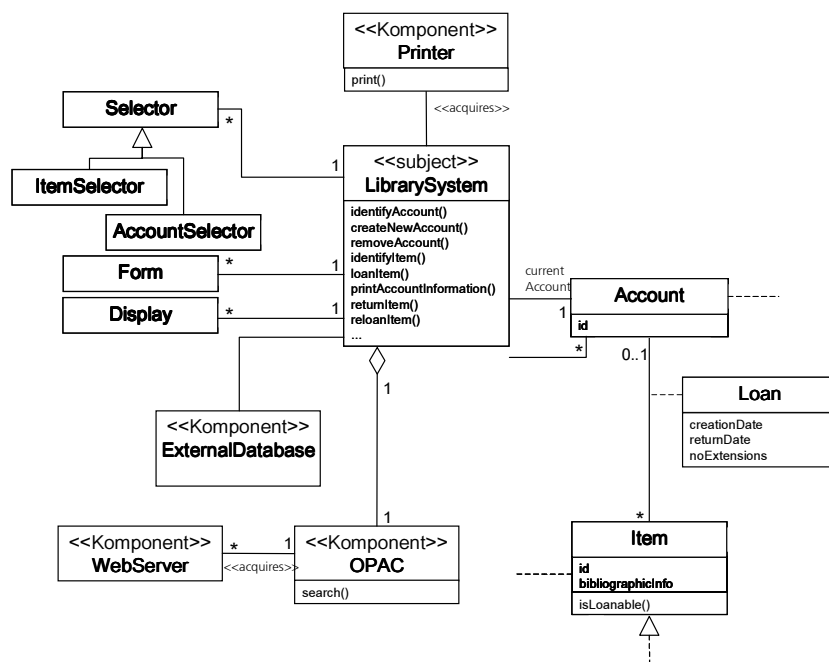 <<Komponent>>
Printer
print()
<<acquires>>
Selector
*
1
ItemSelector
AccountSelector
Form
*
1
Display
*
1
<<subject>>
LibrarySystem
identifyAccount()
createNewAccount()
removeAccount()
identifyItem()
loanItem()
printAccountInformation()
returnItem()
reloanItem()
...
current
Account
1
*
Account
id
0..1
Loan
creationDate
returnDate
noExtensions
1
<<Komponent>>
ExternalDatabase
1
*
<<Komponent>>
WebServer
*
1
<<acquires>>
<<Komponent>>
OPAC
search()
Item
id
bibliographicInfo
isLoanable()